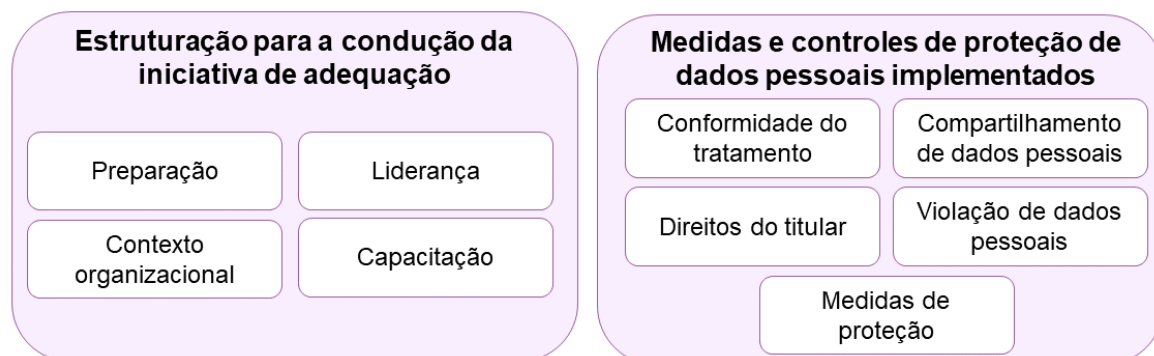 Estruturação para a condução da
iniciativa de adequação
Preparação
Liderança
Contexto
organizacional
Capacitação
Medidas e controles de proteção de
dados pessoais implementados
Conformidade do
tratamento
Compartilhamento
de dados pessoais
Direitos do titular
Violação de dados
pessoais
Medidas de
proteção